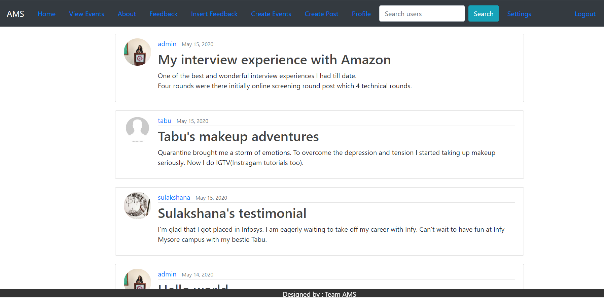 AMS Home View Events About Feedback Insert Feedback Create Events Create Post Profile Search users Search Settings Logout
admin May 15, 2020
My interview experience with Amazon
One of the best and wonderful interview experiences I had till date.
Four rounds were there initially online screening round post which 4 technical rounds.
tabu May 15, 2020
Tabu's makeup adventures
Quarantine brought me a storm of emotions. To overcome the depression and tension I started taking up makeup
seriously. Now I do IGTV(Instragam tutorials too).
sulakshana May 15, 2020
Sulakshana's testimonial
I'm glad that I got placed in Infosys. I am eagerly waiting to take off my career with Infy. Can't wait to have fun at Infy
Mysore campus with my bestie Tabu.
admin May 14, 2020
Hello world
Designed by : Team AMS